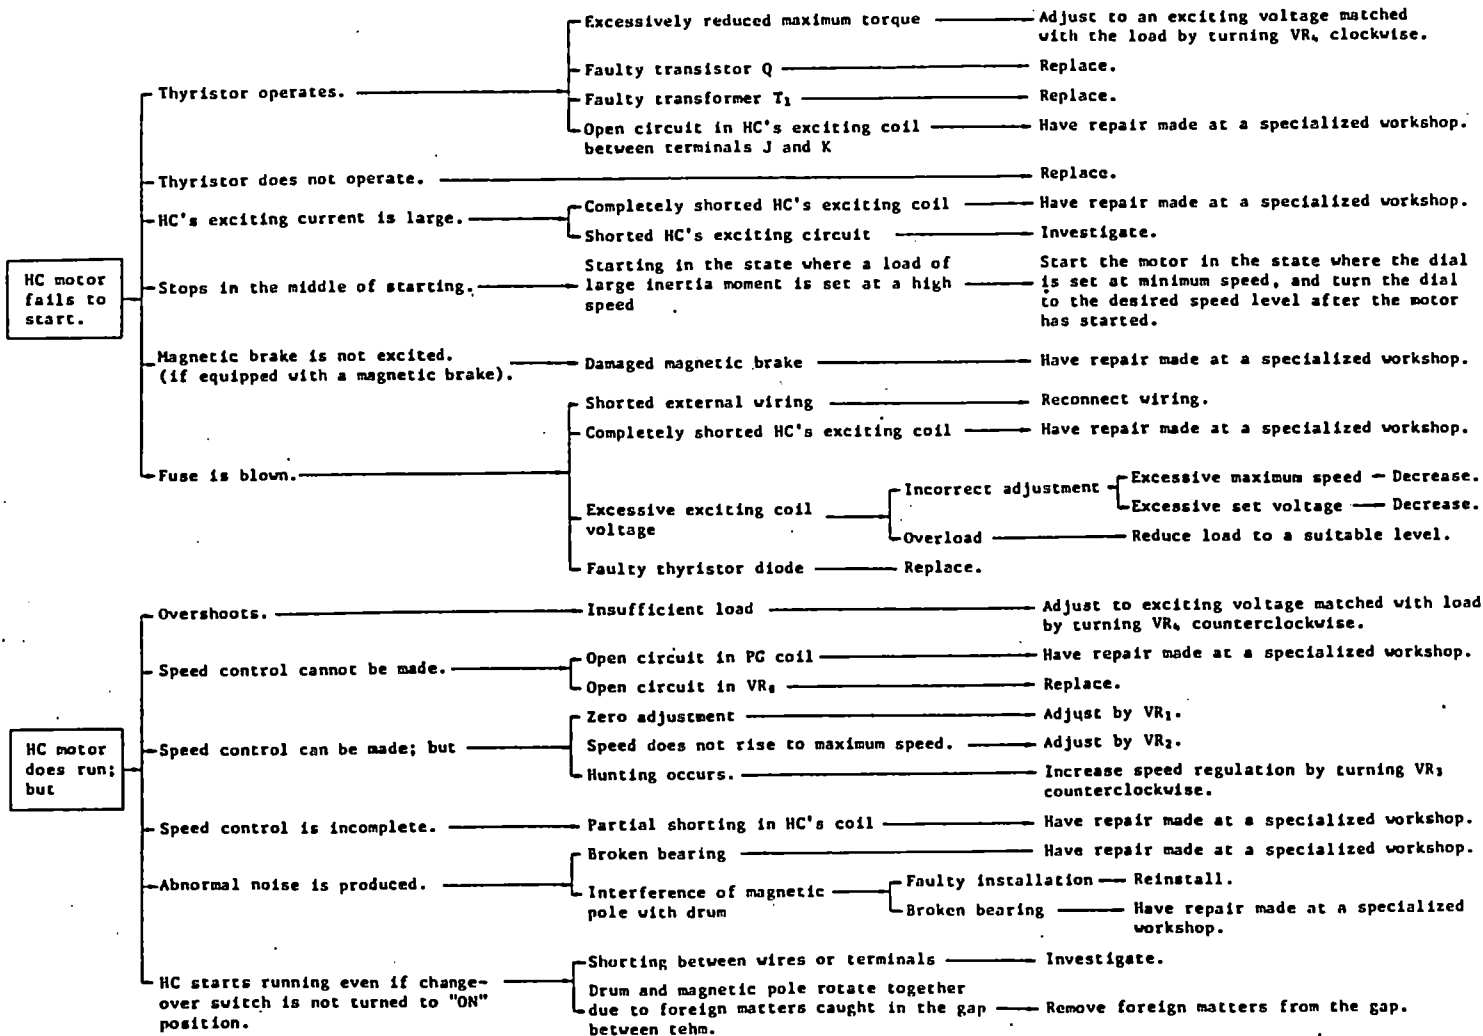 Excessively reduced maximum torque
Adjust to an exciting voltage matched
with the load by turning VR₄ clockwise.
Faulty transistor Q
Replace.
Thyristor operates.
Faulty transformer T₁
Replace.
Open circuit in HC's exciting coil
between terminals J and K
Have repair made at a specialized workshop.
Thyristor does not operate.
Replace.
HC's exciting current is large.
Completely shorted HC's exciting coil
Have repair made at a specialized workshop.
Shorted HC's exciting circuit
Investigate.
HC motor
fails to
start.
Stops in the middle of starting.
Starting in the state where a load of
large inertia moment is set at a high
speed
Start the motor in the state where the dial
is set at minimum speed, and turn the dial
to the desired speed level after the motor
has started.
Magnetic brake is not excited.
(if equipped with a magnetic brake).
Damaged magnetic brake
Have repair made at a specialized workshop.
Shorted external wiring
Reconnect wiring.
Completely shorted HC's exciting coil
Have repair made at a specialized workshop.
Fuse is blown.
Excessive exciting coil
voltage
Incorrect adjustment
Excessive maximum speed
Decrease.
Excessive set voltage
Decrease.
Overload
Reduce load to a suitable level.
Faulty thyristor diode
Replace.
Overshoots.
Insufficient load
Adjust to exciting voltage matched with load
by turning VR₄ counterclockwise.
Speed control cannot be made.
Open circuit in PG coil
Have repair made at a specialized workshop.
Open circuit in
Replace.
HC motor
does run;
but
Speed control can be made; but
Zero adjustment
Adjust by VR₁.
Speed does not rise to maximum speed.
Adjust by VR₂.
Hunting occurs.
Increase speed regulation by turning VR₃
counterclockwise.
Speed control is incomplete.
Partial shorting in HC's coil
Have repair made at a specialized workshop.
Abnormal noise is produced.
Broken bearing
Have repair made at a specialized workshop.
Interference of magnetic
pole with drum
Faulty installation
Reinstall.
Broken bearing
Have repair made at a specialized
workshop.
HC starts running even if change-
over switch is not turned to "ON"
position.
Shorting between wires or terminals
Investigate.
Drum and magnetic pole rotate together
due to foreign matters caught in the gap
between tehm.
Remove foreign matters from the gap.